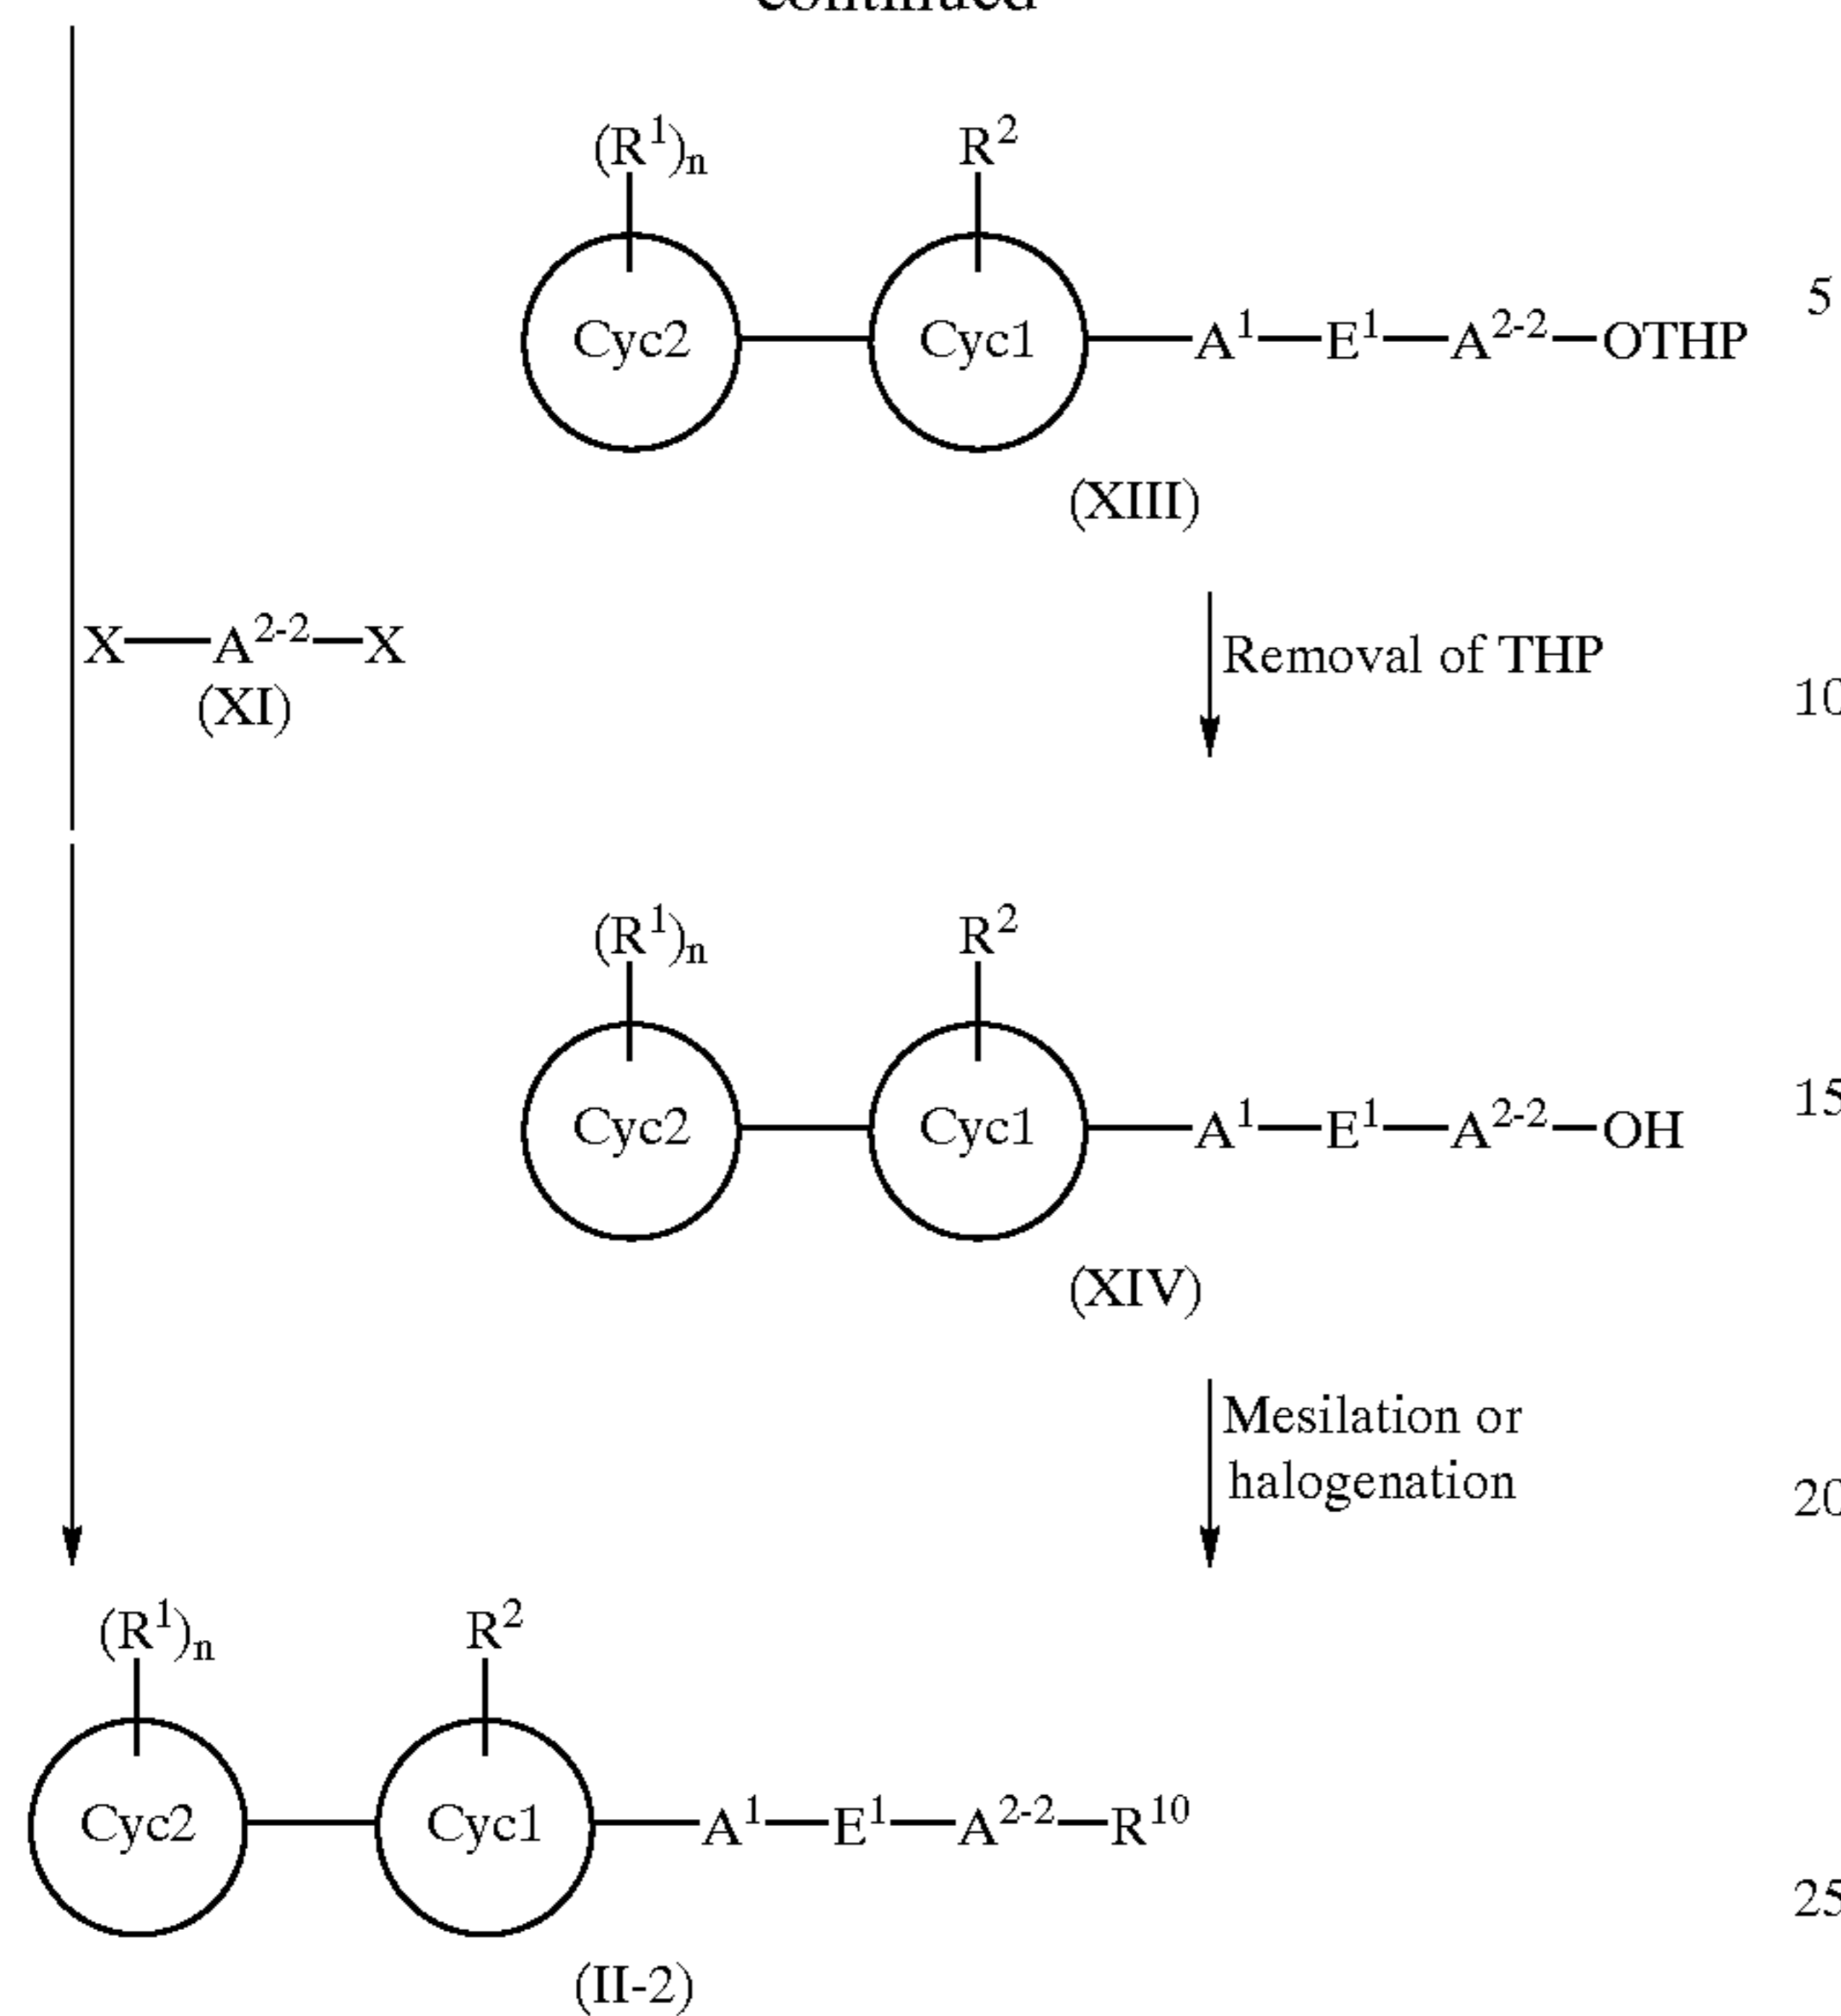 continued
(R¹)ₙ R²
Cyc2 Cyc1 A¹—E¹—A²⁻²—OTHP 5
(XIII)
X—A²⁻²—X
(XI)
Removal of THP
10
(R¹)ₙ R²
Cyc2 Cyc1 A¹—E¹—A²⁻²—OH 15
(XIV)
Mesilation or
halogenation 20
(R¹)ₙ R²
Cyc2 Cyc1 A¹—E¹—A²⁻²—R¹⁰
25
(II-2)